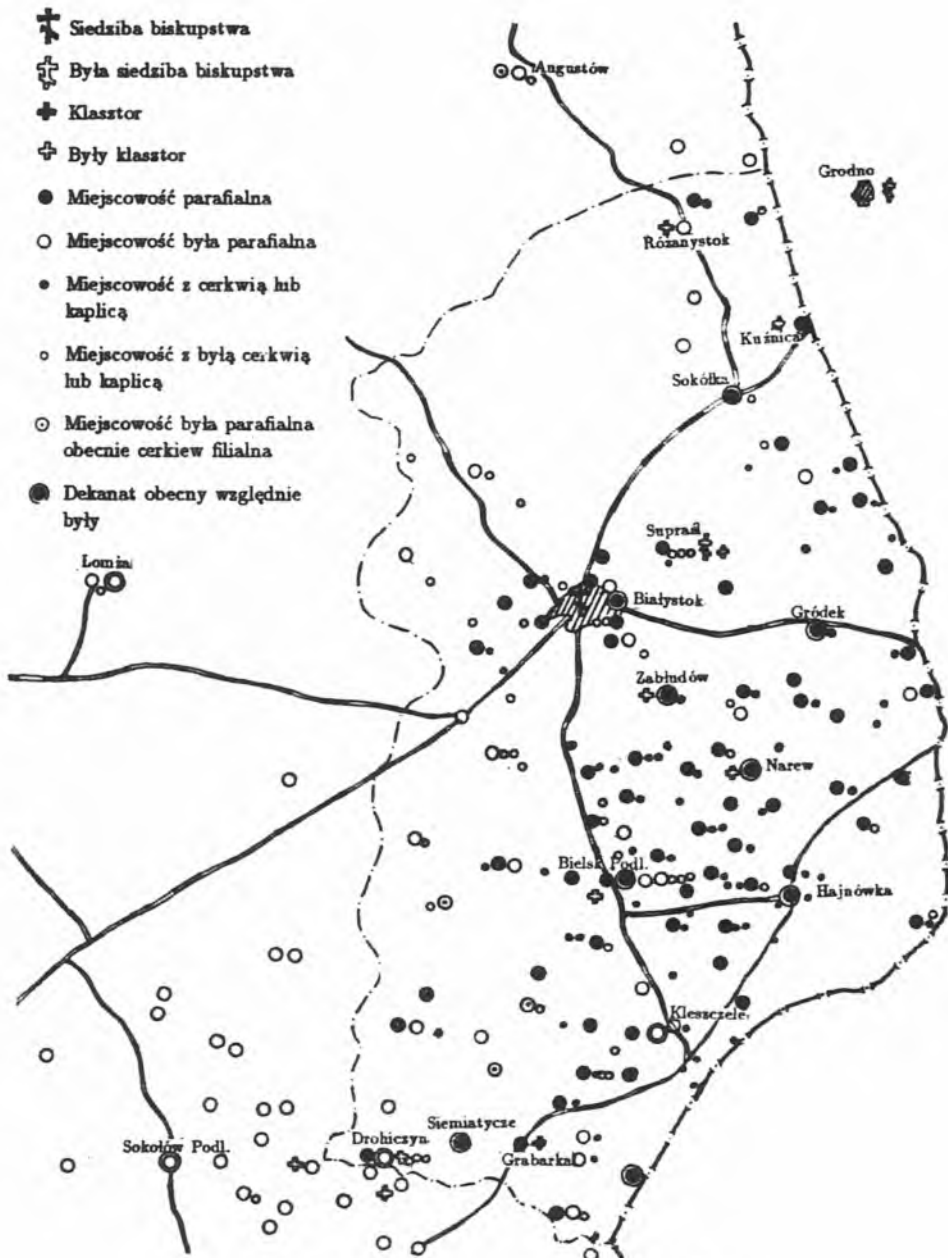 Siedziba biskupstwa
Była siedziba biskupstwa
Klasztor
Były klasztor
Miejscowość parafialna
Miejscowość była parafialna
Miejscowość z cerkwią lub
kaplicą
Miejscowość z byłą cerkwią
lub kaplicą
Miejscowość była parafialna
obecnie cerkiew filialna
Dekanat obecny względnie
były
Augustów
Grodno
Różanystok
Kuźnica
Sokółka
Supraśl
Łomża
Białystok
Gródek
Zabłudów
Narew
Bielsk Podl.
Hajnówka
Kleszczele
Siemiatycze
Drohiczyn
Sokołów Podl.
Grabarka